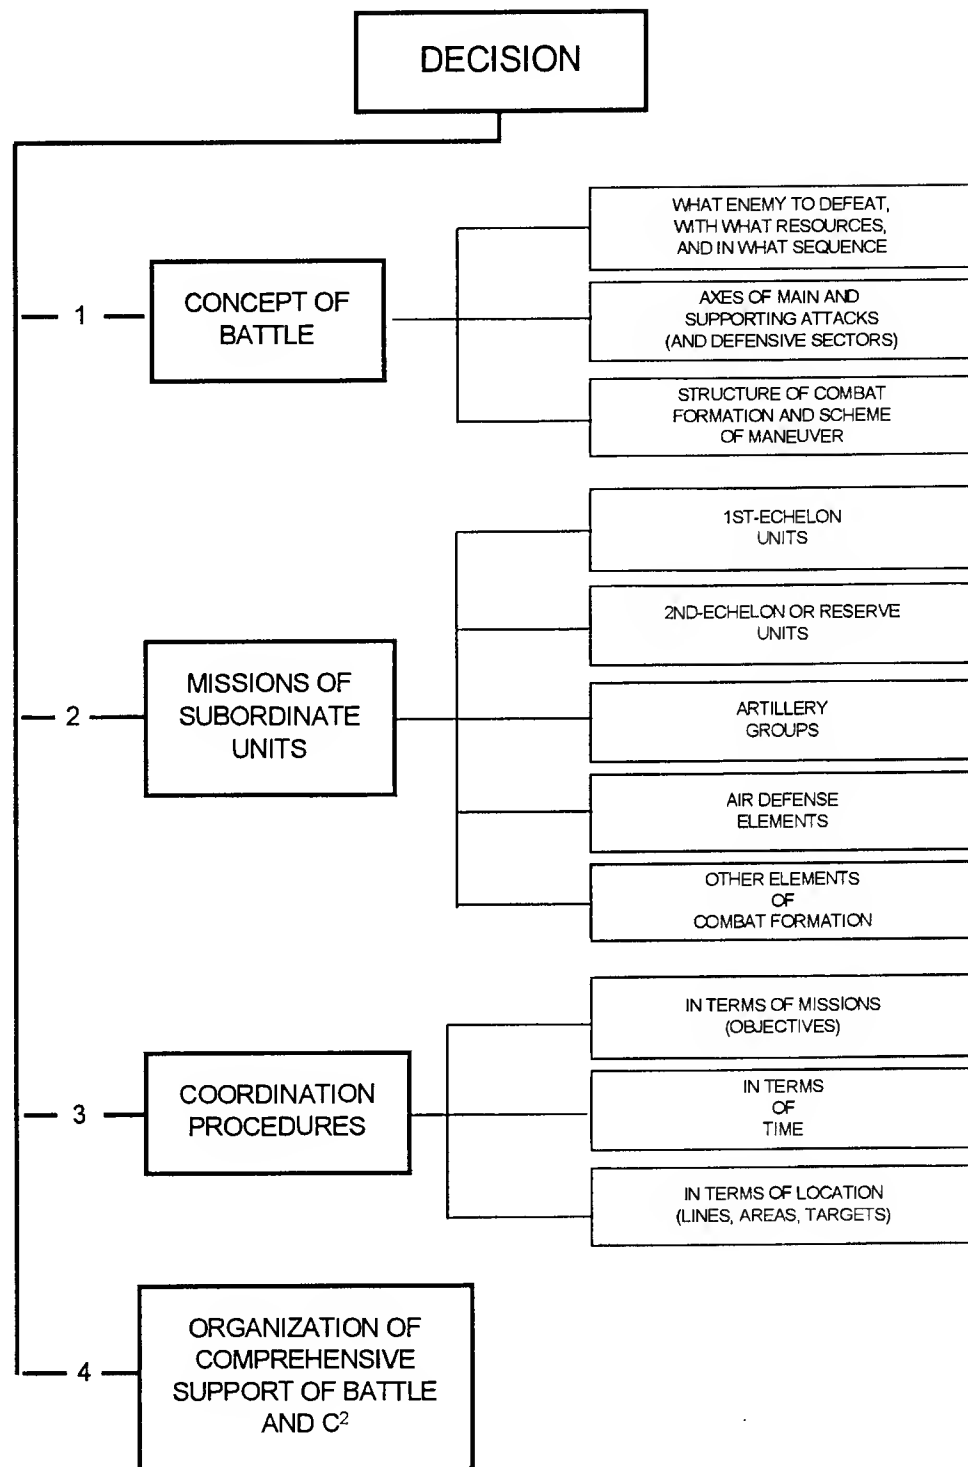 DECISION
1
CONCEPT OF
BATTLE
WHAT ENEMY TO DEFEAT,
WITH WHAT RESOURCES,
AND IN WHAT SEQUENCE
AXES OF MAIN AND
SUPPORTING ATTACKS
(AND DEFENSIVE SECTORS)
STRUCTURE OF COMBAT
FORMATION AND SCHEME
OF MANEUVER
2
MISSIONS OF
SUBORDINATE
UNITS
1ST-ECHELON
UNITS
2ND-ECHELON OR RESERVE
UNITS
ARTILLERY
GROUPS
AIR DEFENSE
ELEMENTS
OTHER ELEMENTS
OF
COMBAT FORMATION
3
COORDINATION
PROCEDURES
IN TERMS OF MISSIONS
(OBJECTIVES)
IN TERMS
OF
TIME
IN TERMS OF LOCATION
(LINES, AREAS, TARGETS)
4
ORGANIZATION OF
COMPREHENSIVE
SUPPORT OF BATTLE
AND C²